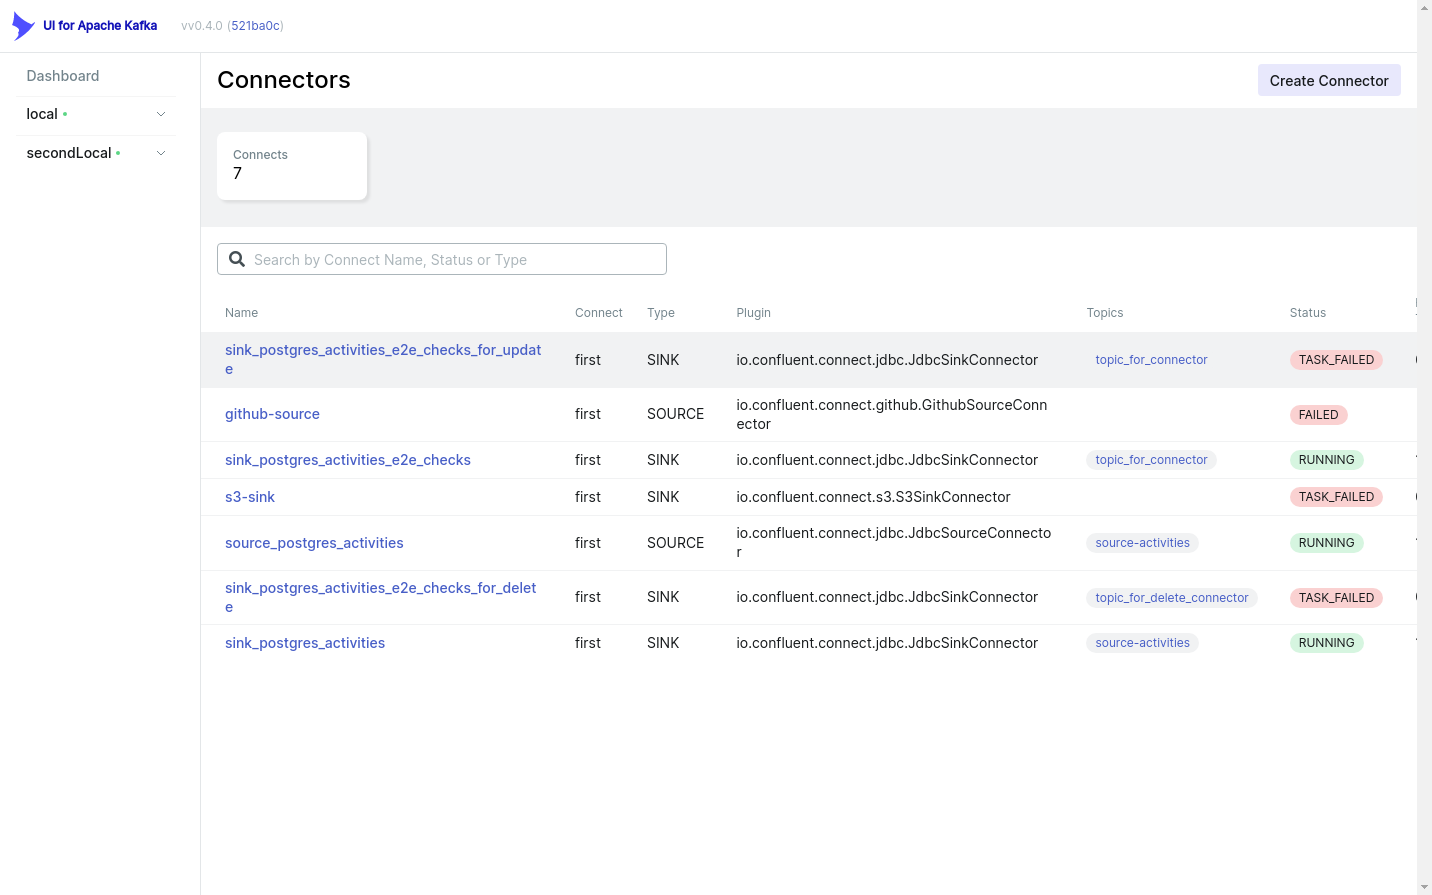 UI for Apache Kafka vv0.4.0 (521ba0c)
Dashboard
local
secondLocal
Connectors
Create Connector
Connects
7
Search by Connect Name, Status or Type
Name Connect Type Plugin Topics Status
sink_postgres_activities_e2e_checks_for_updat
e
first SINK io.confluent.connect.jdbc.JdbcSinkConnector topic_for_connector TASK_FAILED
github-source first SOURCE io.confluent.connect.github.GithubSourceConn
ector
FAILED
sink_postgres_activities_e2e_checks first SINK io.confluent.connect.jdbc.JdbcSinkConnector topic_for_connector RUNNING
s3-sink first SINK io.confluent.connect.s3.S3SinkConnector TASK_FAILED
source_postgres_activities first SOURCE io.confluent.connect.jdbc.JdbcSourceConnecto
r
source-activities RUNNING
sink_postgres_activities_e2e_checks_for_delet
e
first SINK io.confluent.connect.jdbc.JdbcSinkConnector topic_for_delete_connector TASK_FAILED
sink_postgres_activities first SINK io.confluent.connect.jdbc.JdbcSinkConnector source-activities RUNNING